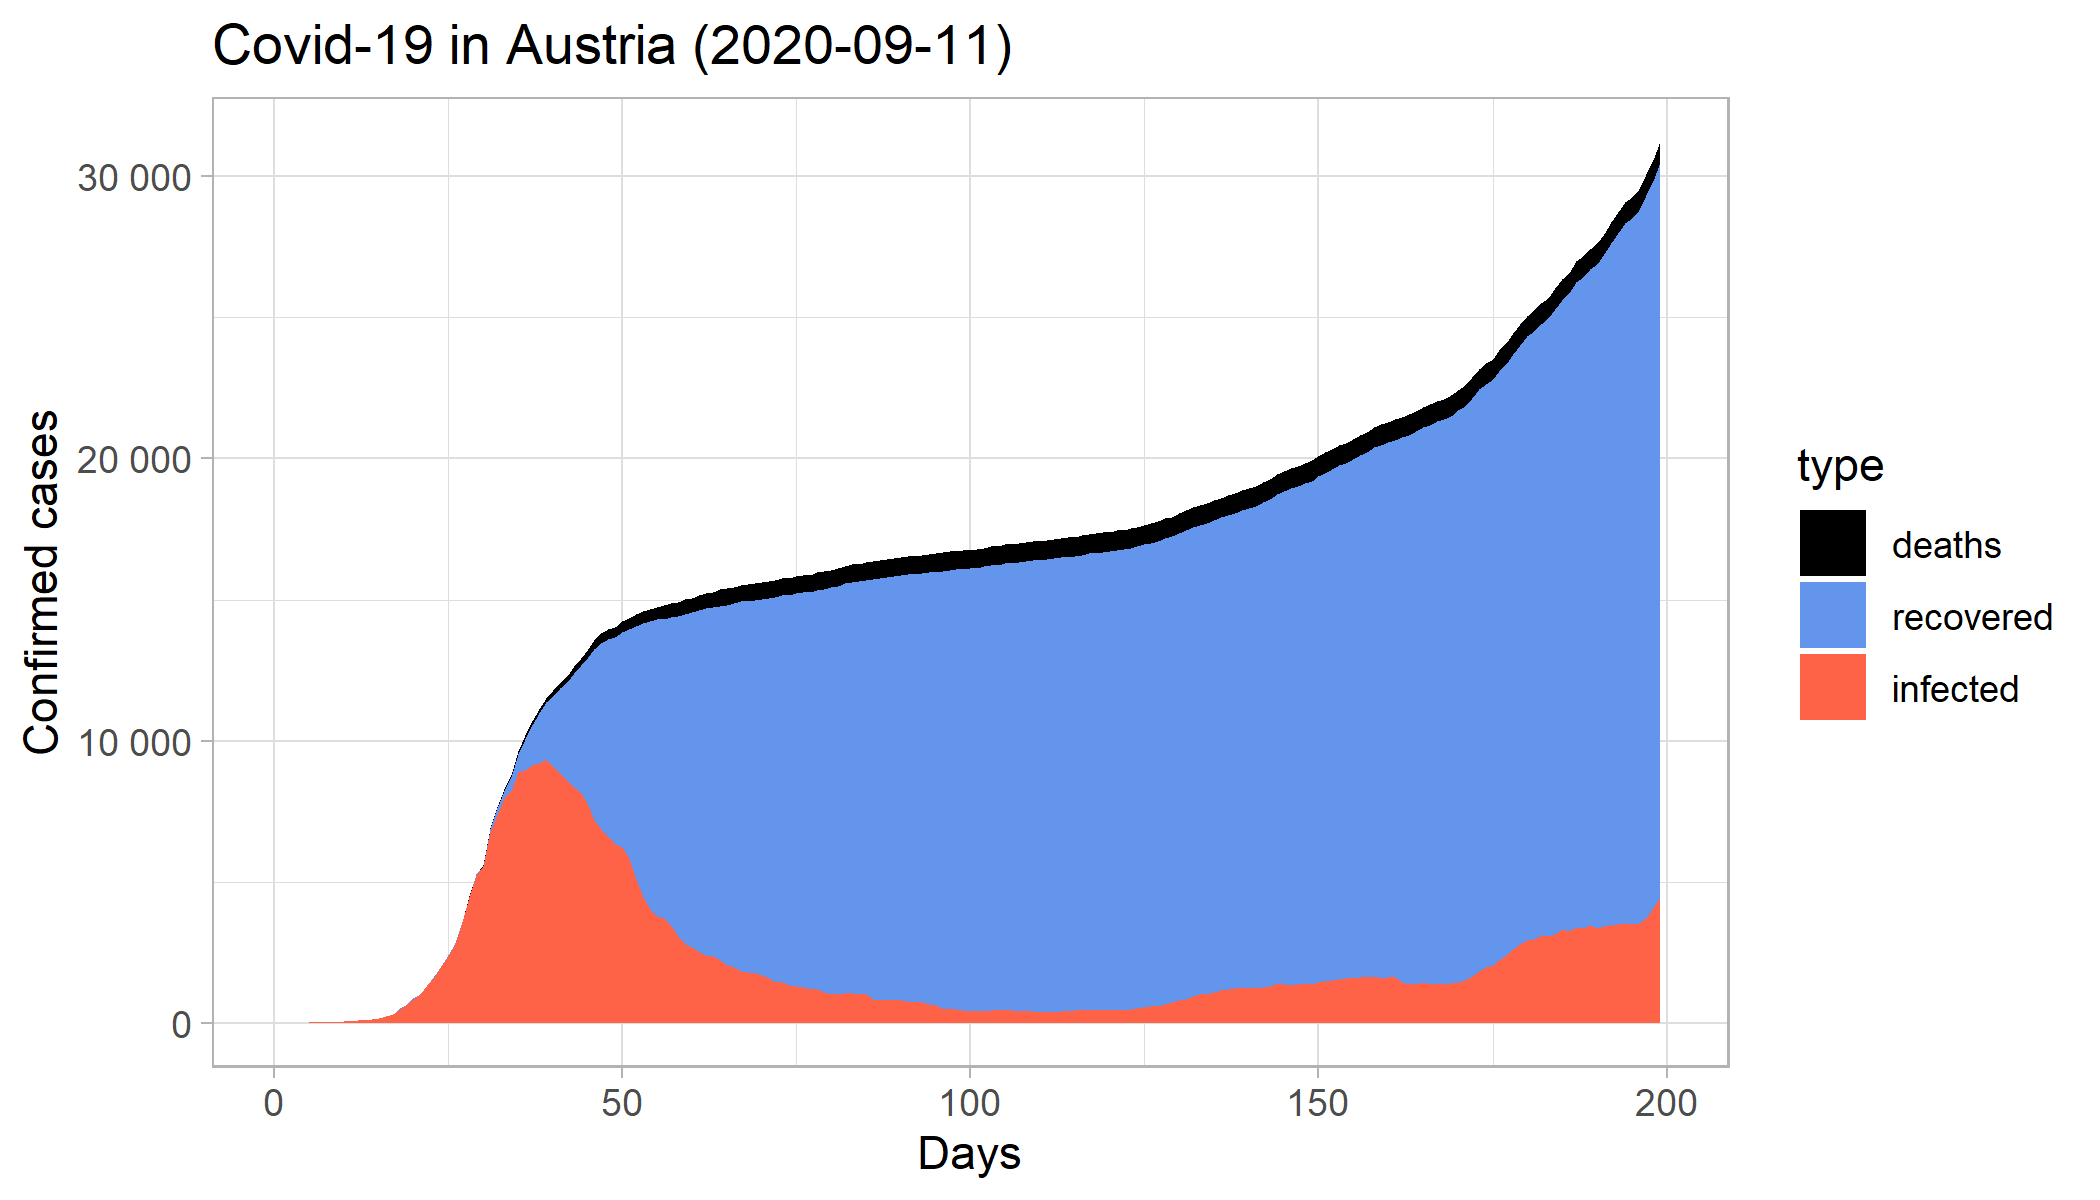 Covid-19 in Austria (2020-09-11)
Confirmed cases
30 000
20 000
10 000
0
0 50 100 150 200
Days
type
deaths
recovered
infected